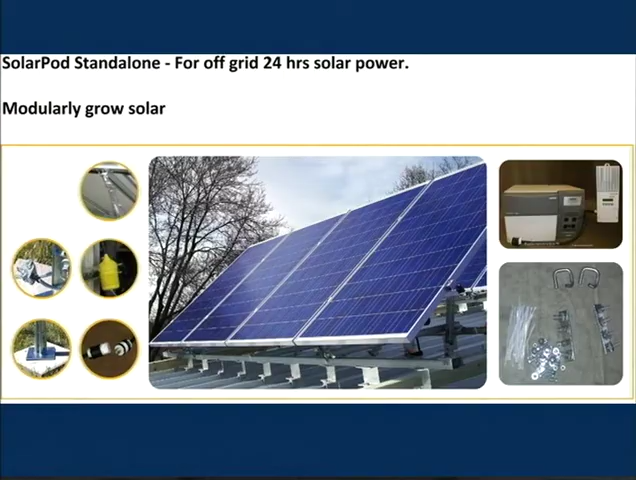 SolarPod Standalone - For off grid 24 hrs solar power.
Modularly grow solar